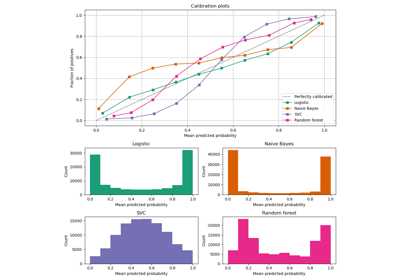 Calibration plots
1.0
0.8
0.6
0.4
0.2
0.0
Fraction of positives
Perfectly calibrated
Logistic
Naive Bayes
SVC
Random forest
0.0 0.2 0.4 0.6 0.8 1.0
Mean predicted probability
Logistic
30000
20000
10000
0
Count
0.0 0.2 0.4 0.6 0.8 1.0
Mean predicted probability
Naive Bayes
40000
30000
20000
10000
0
Count
0.0 0.2 0.4 0.6 0.8 1.0
Mean predicted probability
SVC
15000
10000
5000
0
Count
0.0 0.2 0.4 0.6 0.8 1.0
Mean predicted probability
Random forest
20000
15000
10000
5000
0
Count
0.0 0.2 0.4 0.6 0.8 1.0
Mean predicted probability